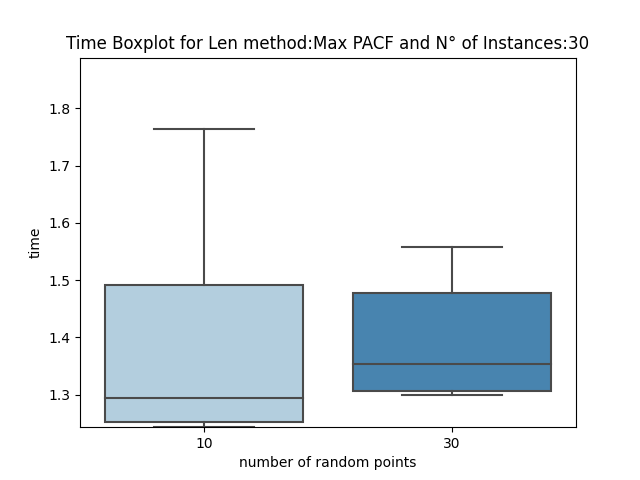 Time Boxplot for Len method:Max PACF and N° of Instances:30
1.8
1.7
1.6
1.5
1.4
1.3
time
10 30
number of random points